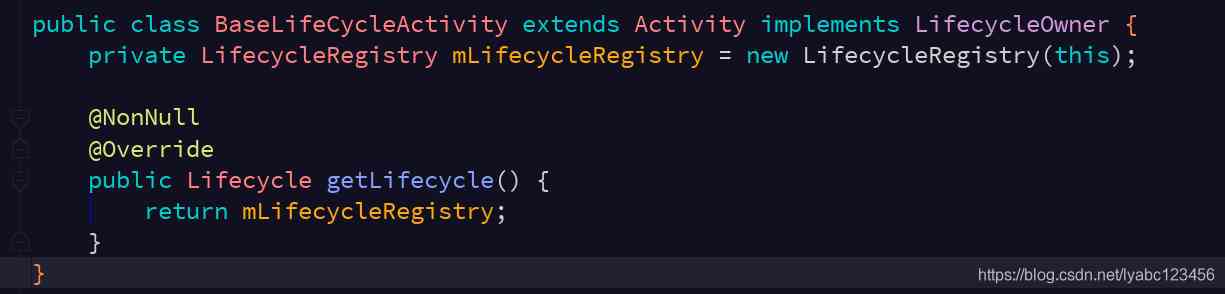 public class BaseLifeCycleActivity extends Activity implements LifecycleOwner {
    private LifecycleRegistry mLifecycleRegistry = new LifecycleRegistry(this);
    @NonNull
    @Override
    public Lifecycle getLifecycle() {
        return mLifecycleRegistry;
    }
}
https://blog.csdn.net/lyabc123456